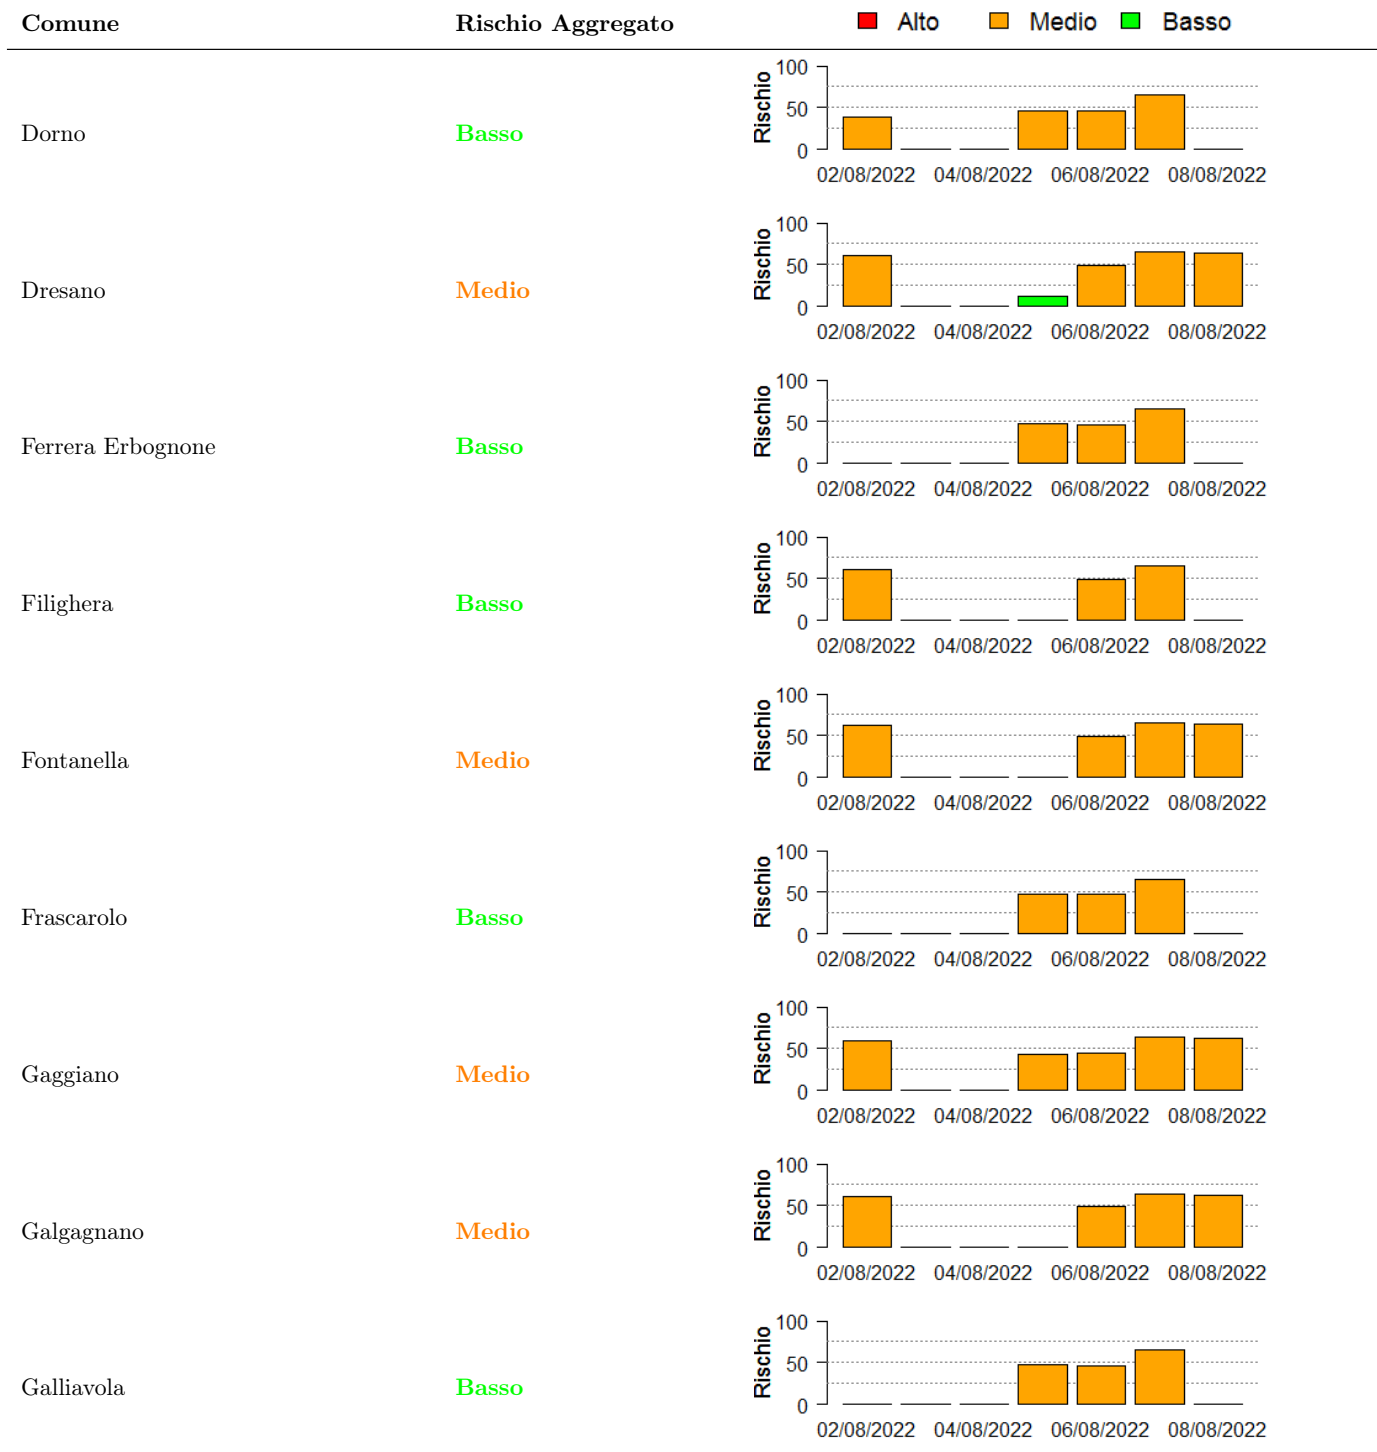 Comune Rischio Aggregato Alto Medio Basso
Dorno Basso
Rischio
100
50
0
02/08/2022 04/08/2022 06/08/2022 08/08/2022
Dresano Medio
Rischio
100
50
0
02/08/2022 04/08/2022 06/08/2022 08/08/2022
Ferrera Erbognone Basso
Rischio
100
50
0
02/08/2022 04/08/2022 06/08/2022 08/08/2022
Filighera Basso
Rischio
100
50
0
02/08/2022 04/08/2022 06/08/2022 08/08/2022
Fontanella Medio
Rischio
100
50
0
02/08/2022 04/08/2022 06/08/2022 08/08/2022
Frascarolo Basso
Rischio
100
50
0
02/08/2022 04/08/2022 06/08/2022 08/08/2022
Gaggiano Medio
Rischio
100
50
0
02/08/2022 04/08/2022 06/08/2022 08/08/2022
Galgagnano Medio
Rischio
100
50
0
02/08/2022 04/08/2022 06/08/2022 08/08/2022
Galliavola Basso
Rischio
100
50
0
02/08/2022 04/08/2022 06/08/2022 08/08/2022